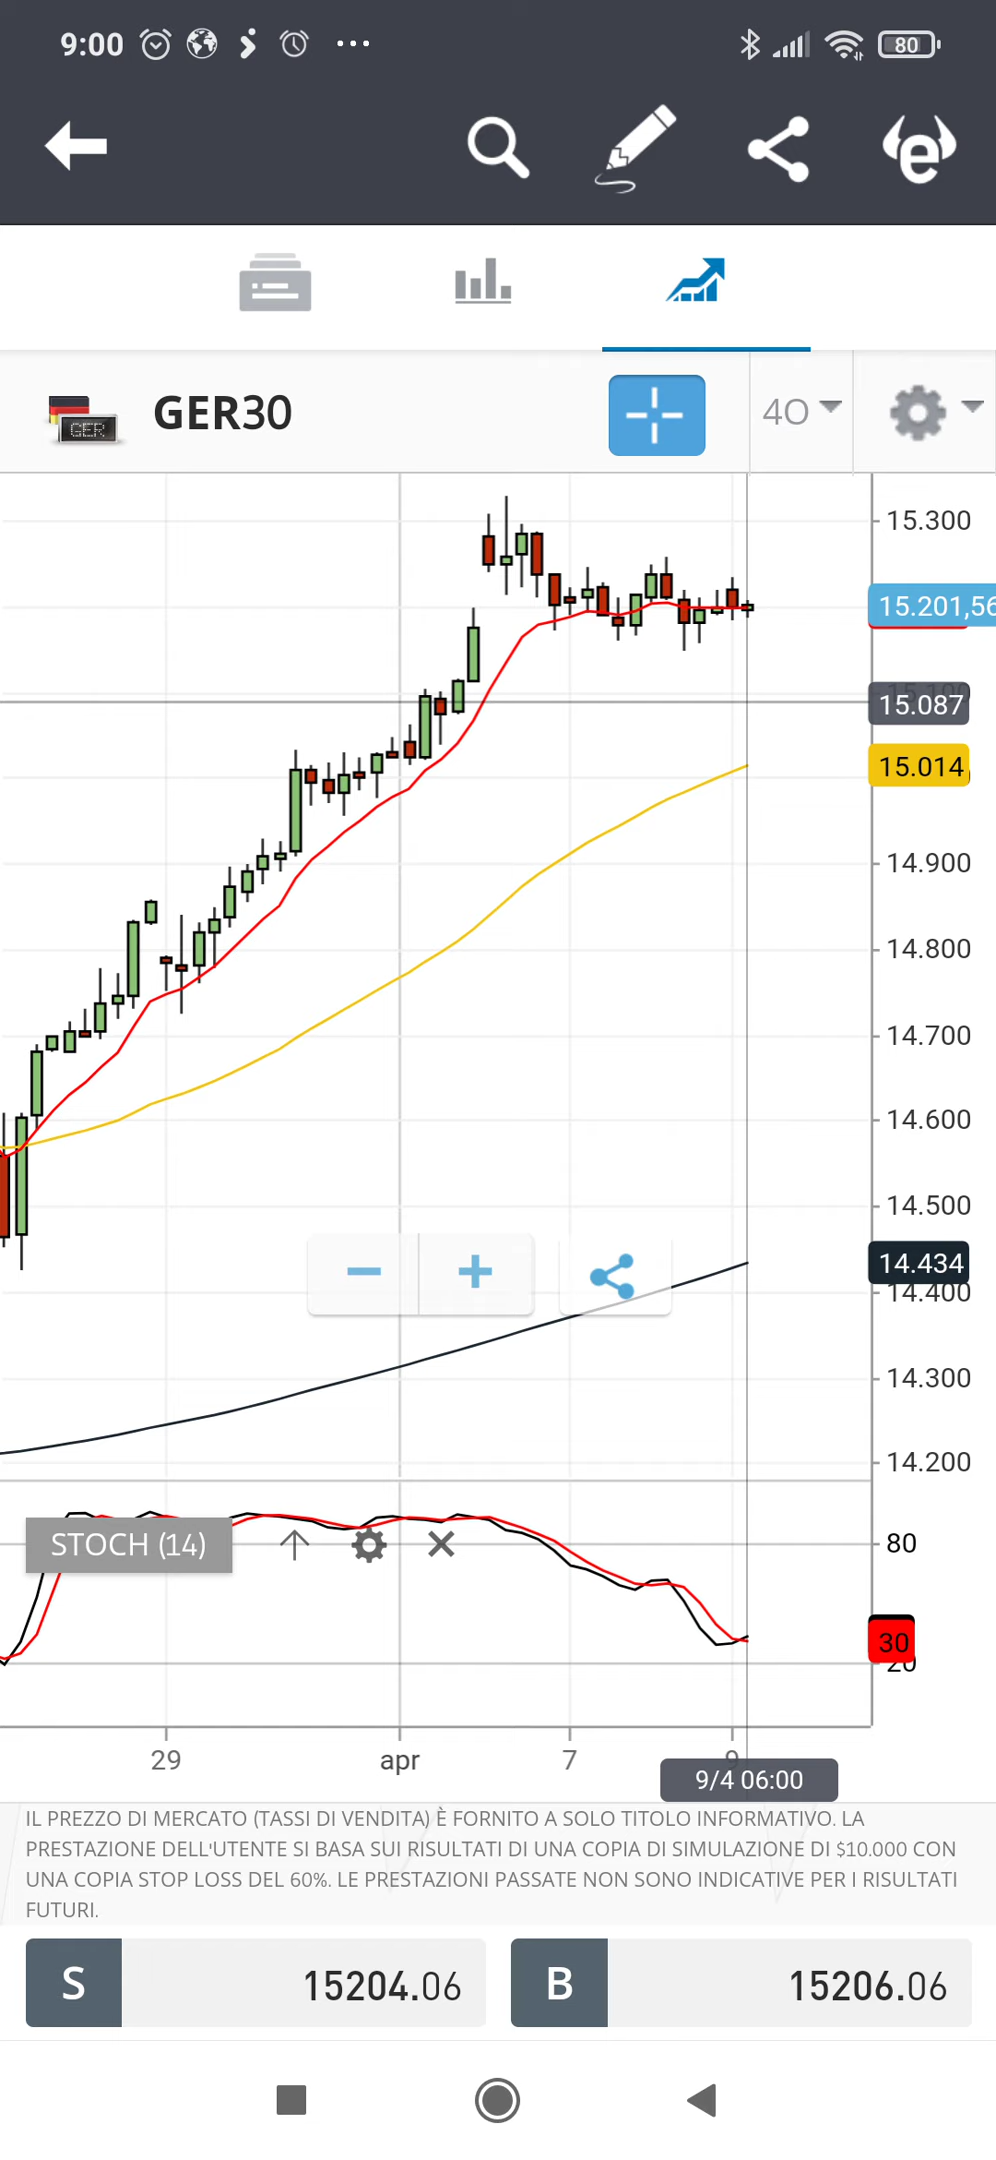 9:00
80
e
GER
GER30
4O
15.300
15.201,56
15.087
15.014
14.900
14.800
14.700
14.600
14.500
14.434
14.400
14.300
14.200
STOCH (14)
80
30
20
29 apr 7 9
9/4 06:00
IL PREZZO DI MERCATO (TASSI DI VENDITA) È FORNITO A SOLO TITOLO INFORMATIVO. LA
PRESTAZIONE DELL'UTENTE SI BASA SUI RISULTATI DI UNA COPIA DI SIMULAZIONE DI $10.000 CON
UNA COPIA STOP LOSS DEL 60%. LE PRESTAZIONI PASSATE NON SONO INDICATIVE PER I RISULTATI
FUTURI.
S 15204.06 B 15206.06